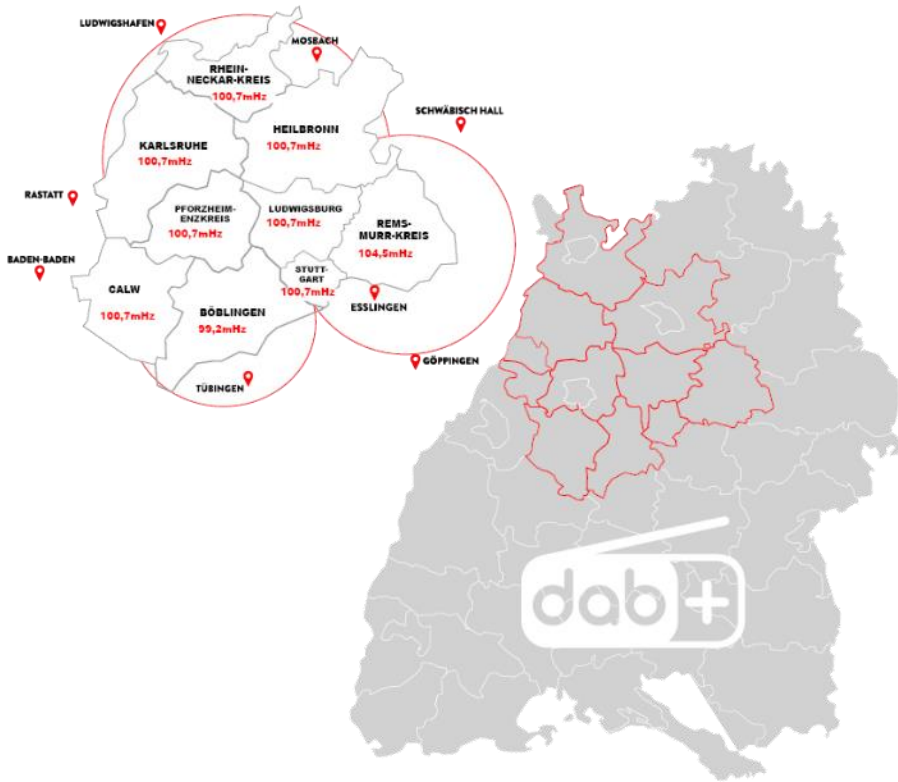 LUDWIGSHAFEN
MOSBACH
RHEIN-
NECKAR-KREIS
100,7mHz
SCHWÄBISCH HALL
HEILBRONN
100,7mHz
KARLSRUHE
100,7mHz
RASTATT
PFORZHEIM-
ENZKREIS
100,7mHz
LUDWIGSBURG
100,7mHz
REMS-
MURR-KREIS
104,5mHz
BADEN-BADEN
STUTT-
GART
100,7mHz
CALW
100,7mHz
BÖBLINGEN
99,2mHz
ESSLINGEN
GÖPPINGEN
TÜBINGEN
dab+